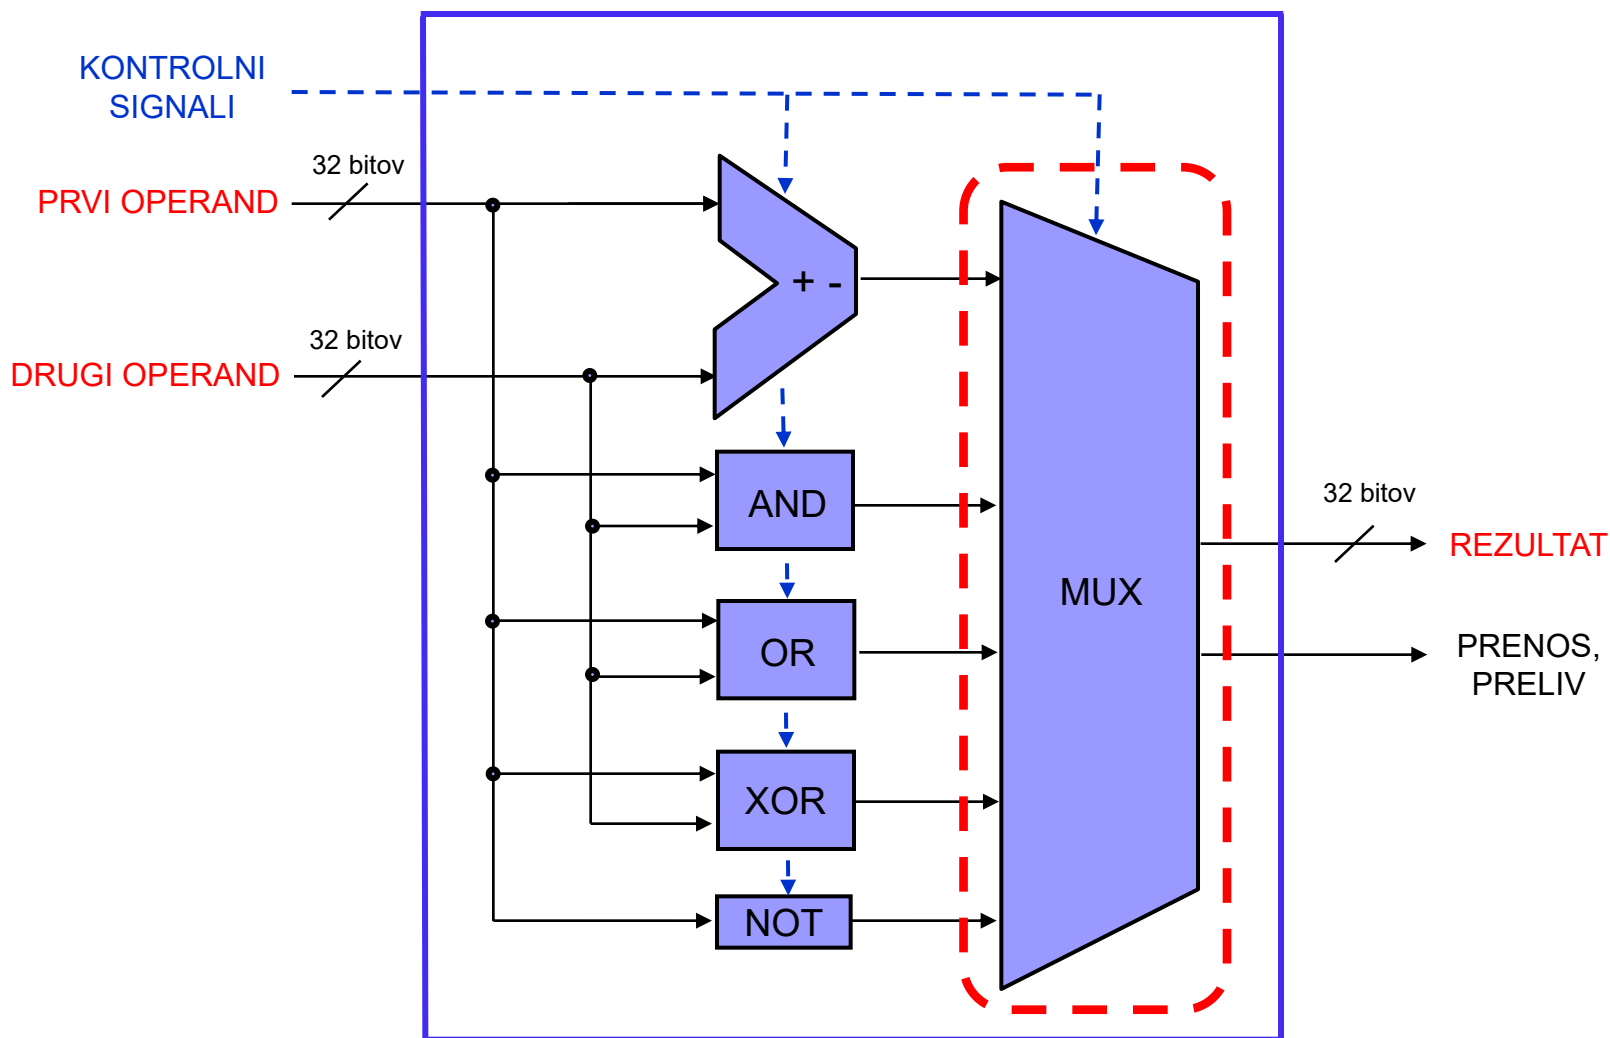 KONTROLNI
SIGNALI
32 bitov
PRVI OPERAND
32 bitov
DRUGI OPERAND
+ -
AND
OR
XOR
NOT
MUX
32 bitov
REZULTAT
PRENOS,
PRELIV